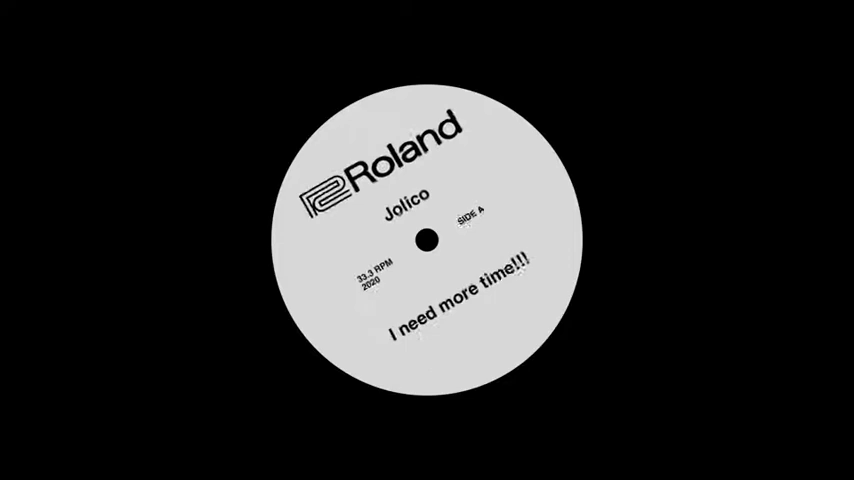 Roland
Jolico
SIDE A
33.3 RPM
2020
I need more time!!!